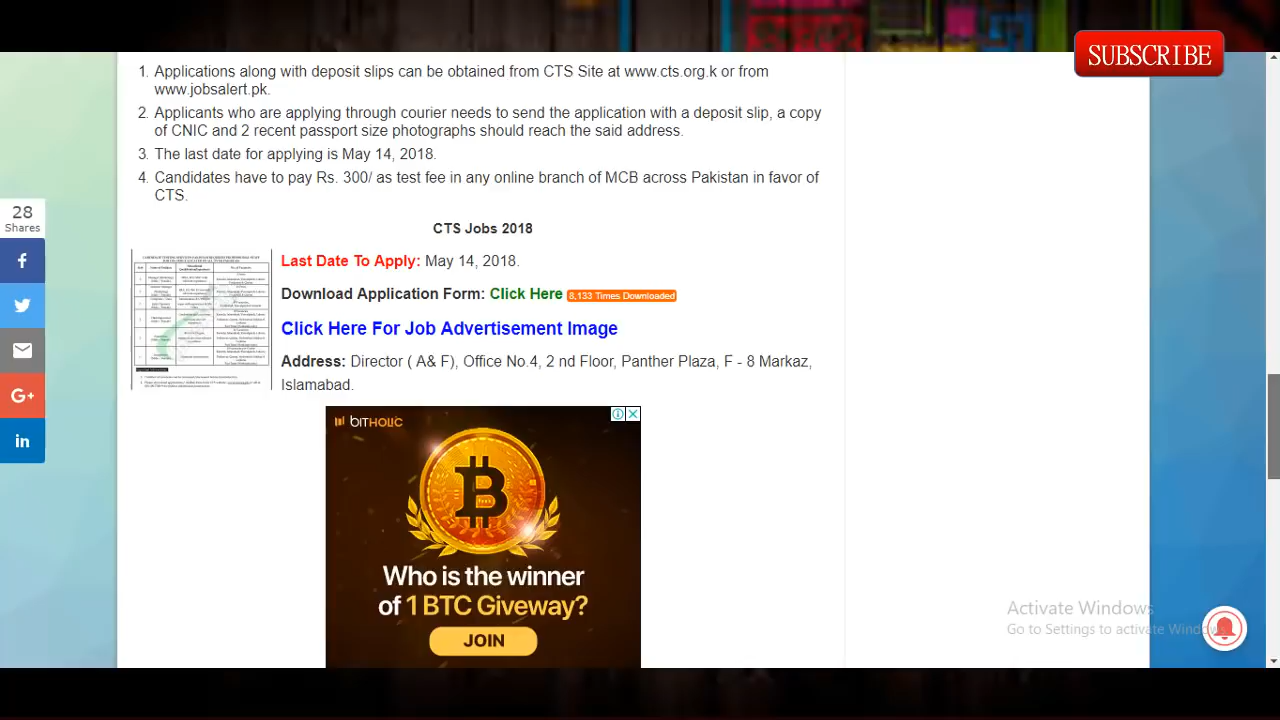 SUBSCRIBE
1. Applications along with deposit slips can be obtained from CTS Site at www.cts.org.k or from
www.jobsalert.pk.
2. Applicants who are applying through courier needs to send the application with a deposit slip, a copy
of CNIC and 2 recent passport size photographs should reach the said address.
3. The last date for applying is May 14, 2018.
4. Candidates have to pay Rs. 300/ as test fee in any online branch of MCB across Pakistan in favor of
CTS.
28
Shares
f
G+
in
CTS Jobs 2018
Last Date To Apply: May 14, 2018.
Download Application Form: Click Here 8,133 Times Downloaded
Click Here For Job Advertisement Image
Address: Director (A& F), Office No.4, 2 nd Floor, Panther Plaza, F - 8 Markaz,
Islamabad.
BITHOLIC
Who is the winner
of 1 BTC Giveway?
JOIN
Activate Windows
Go to Settings to activate Windows.